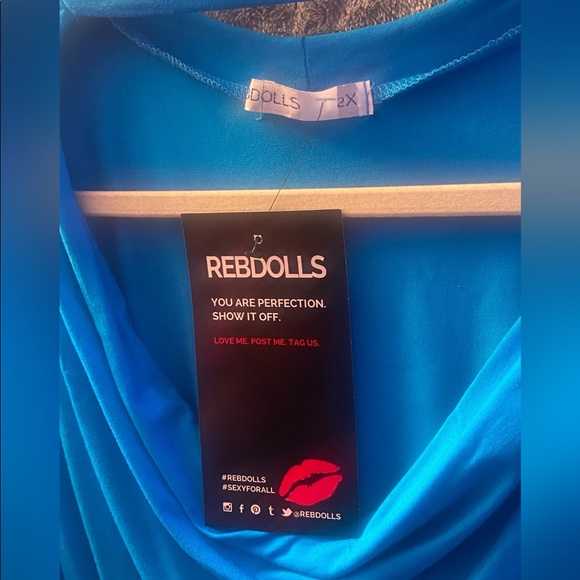 DOLLS 2X
REBDOLLS
YOU ARE PERFECTION.
SHOW IT OFF.
LOVE ME. POST ME. TAG US.
#REBDOLLS
#SEXYFORALL
@REBDOLLS